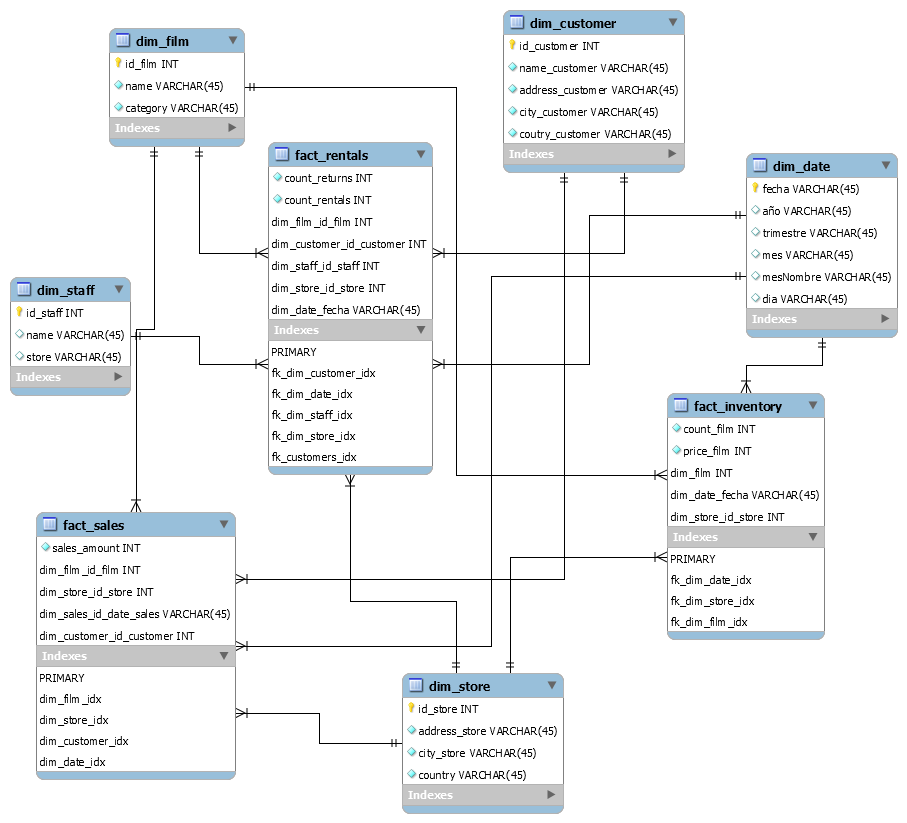 dim_film
id_film INT
name VARCHAR(45)
category VARCHAR(45)
Indexes
dim_customer
id_customer INT
name_customer VARCHAR(45)
address_customer VARCHAR(45)
city_customer VARCHAR(45)
coutry_customer VARCHAR(45)
Indexes
fact_rentals
count_returns INT
count_rentals INT
dim_film_id_film INT
dim_customer_id_customer INT
dim_staff_id_staff INT
dim_store_id_store INT
dim_date_fecha VARCHAR(45)
Indexes
PRIMARY
fk_dim_customer_idx
fk_dim_date_idx
fk_dim_staff_idx
fk_dim_store_idx
fk_customers_idx
dim_date
fecha VARCHAR(45)
año VARCHAR(45)
trimestre VARCHAR(45)
mes VARCHAR(45)
mesNombre VARCHAR(45)
dia VARCHAR(45)
Indexes
dim_staff
id_staff INT
name VARCHAR(45)
store VARCHAR(45)
Indexes
fact_inventory
count_film INT
price_film INT
dim_film INT
dim_date_fecha VARCHAR(45)
dim_store_id_store INT
Indexes
PRIMARY
fk_dim_date_idx
fk_dim_store_idx
fk_dim_film_idx
fact_sales
sales_amount INT
dim_film_id_film INT
dim_store_id_store INT
dim_sales_id_date_sales VARCHAR(45)
dim_customer_id_customer INT
Indexes
PRIMARY
dim_film_idx
dim_store_idx
dim_customer_idx
dim_date_idx
dim_store
id_store INT
address_store VARCHAR(45)
city_store VARCHAR(45)
country VARCHAR(45)
Indexes